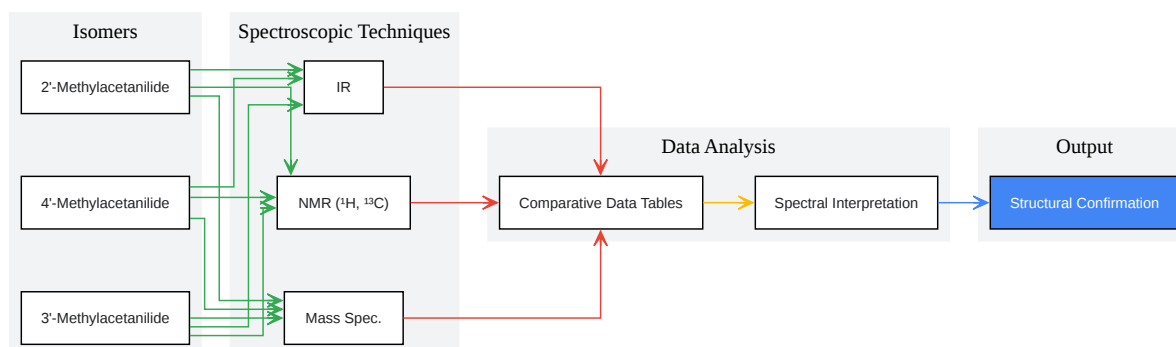 Isomers
Spectroscopic Techniques
2'-Methylacetanilide
IR
Data Analysis
Output
4'-Methylacetanilide
NMR (¹H, ¹³C)
Comparative Data Tables
Spectral Interpretation
Structural Confirmation
3'-Methylacetanilide
Mass Spec.